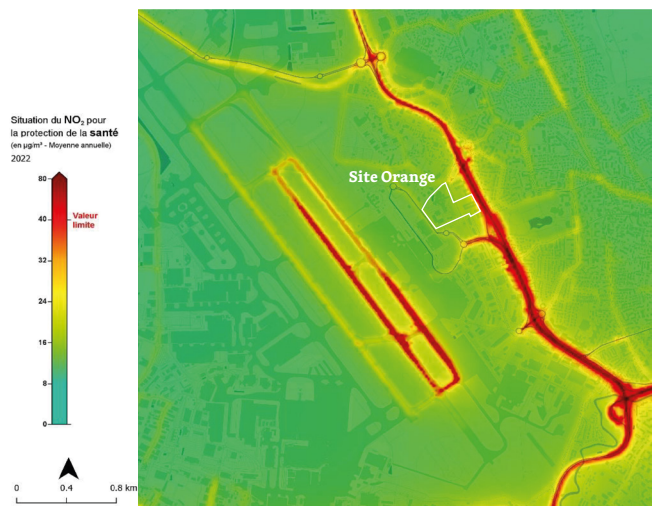 Situation du NO₂ pour
la protection de la santé
(en µg/m³ - Moyenne annuelle)
2022
80
40
Valeur
limite
32
24
16
8
0
Site Orange
0 0.4 0.8 km